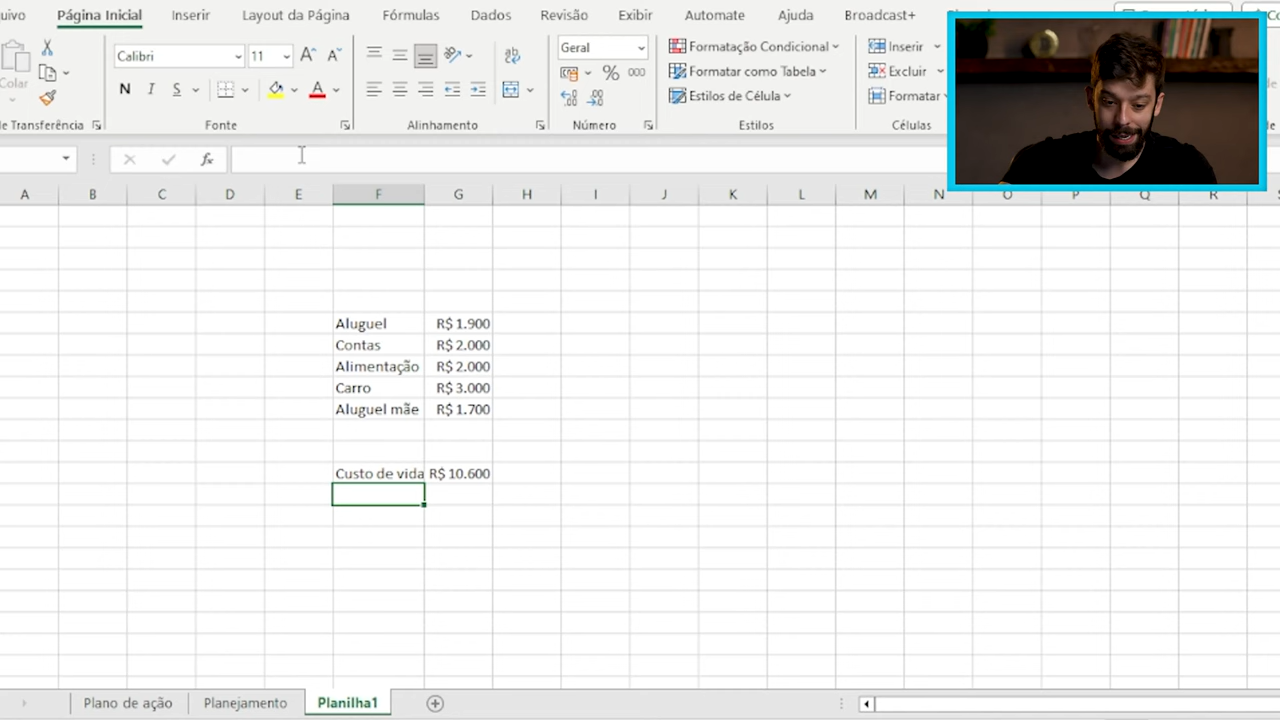 Página Inicial Inserir Layout da Página Fórmulas Dados Revisão Exibir Automate Ajuda Broadcast+
Colar
Calibri 11 A A Geral Formatação Condicional Inserir
N I S A % 000 Formatar como Tabela Excluir
Estilos de Célula Formatar
de Transferência Fonte Alinhamento Número Estilos Células
fx
A B C D E F G H I J K L M N O P Q R
Aluguel R$ 1.900
Contas R$ 2.000
Alimentação R$ 2.000
Carro R$ 3.000
Aluguel mãe R$ 1.700
Custo de vida R$ 10.600
Plano de ação Planejamento Planilha1